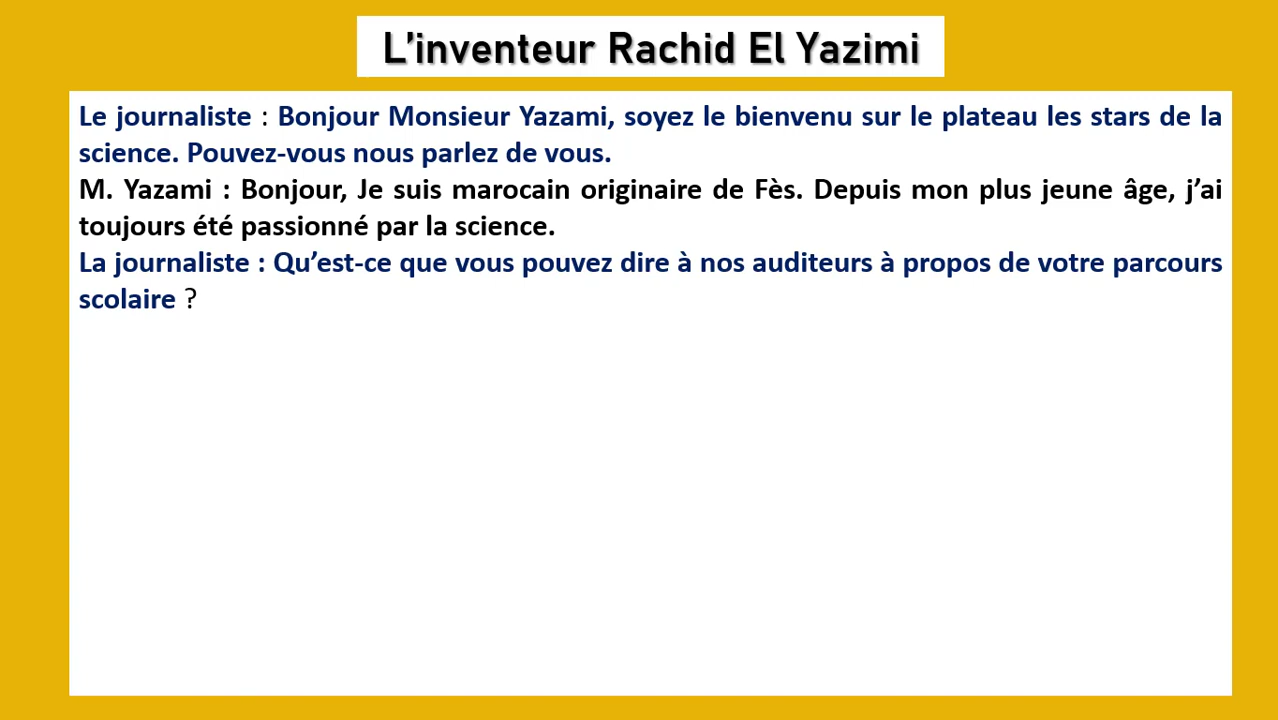 L'inventeur Rachid El Yazimi
Le journaliste : Bonjour Monsieur Yazami, soyez le bienvenu sur le plateau les stars de la
science. Pouvez-vous nous parlez de vous.
M. Yazami : Bonjour, Je suis marocain originaire de Fès. Depuis mon plus jeune âge, j’ai
toujours été passionné par la science.
La journaliste : Qu’est-ce que vous pouvez dire à nos auditeurs à propos de votre parcours
scolaire ?